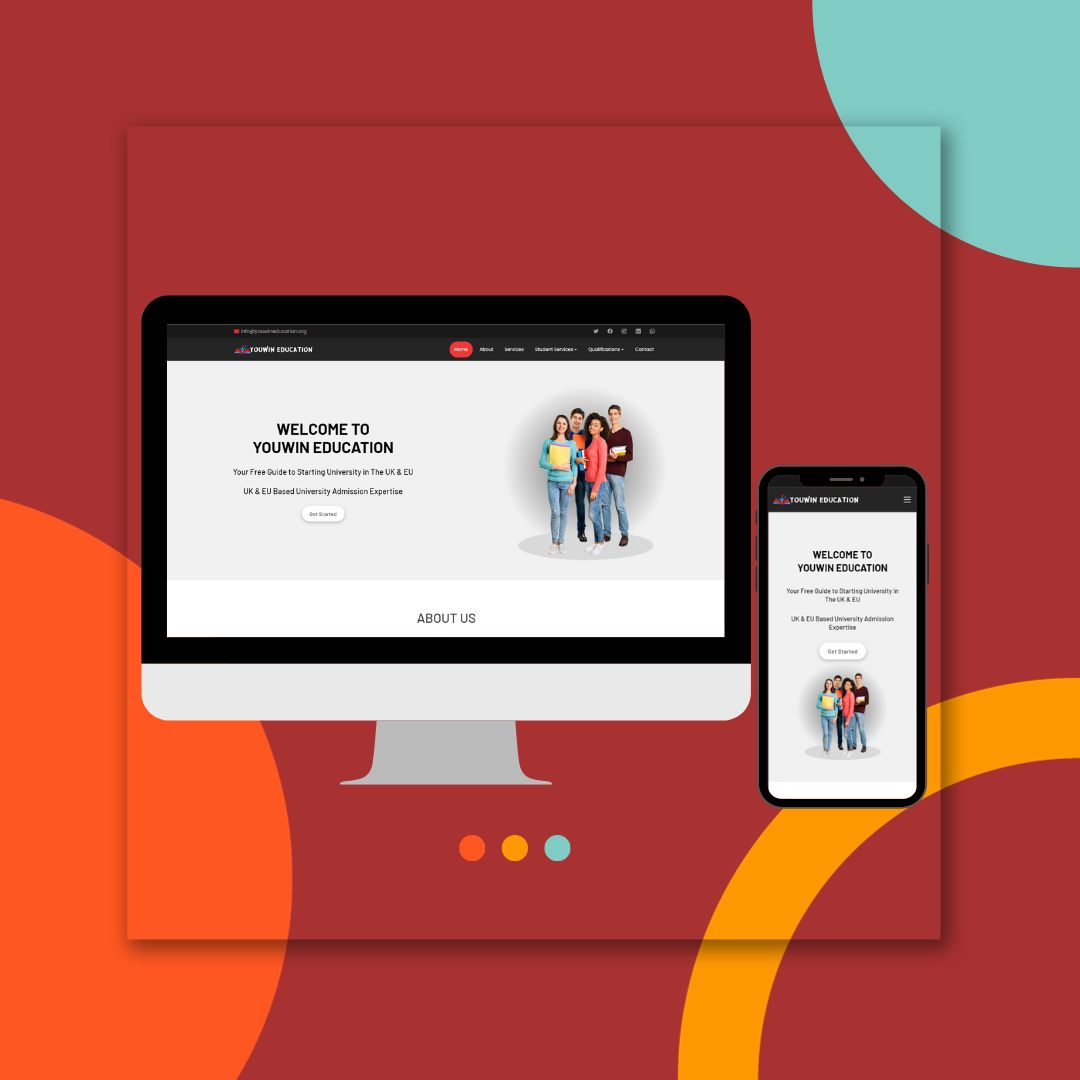 info@youwineducation.org
YOUWIN EDUCATION
Home About Services Student Services Qualifications Contact
WELCOME TO
YOUWIN EDUCATION
Your Free Guide to Starting University in The UK & EU
UK & EU Based University Admission Expertise
Get Started
ABOUT US
YOUWIN EDUCATION
WELCOME TO
YOUWIN EDUCATION
Your Free Guide to Starting University in
The UK & EU
UK & EU Based University Admission
Expertise
Get Started